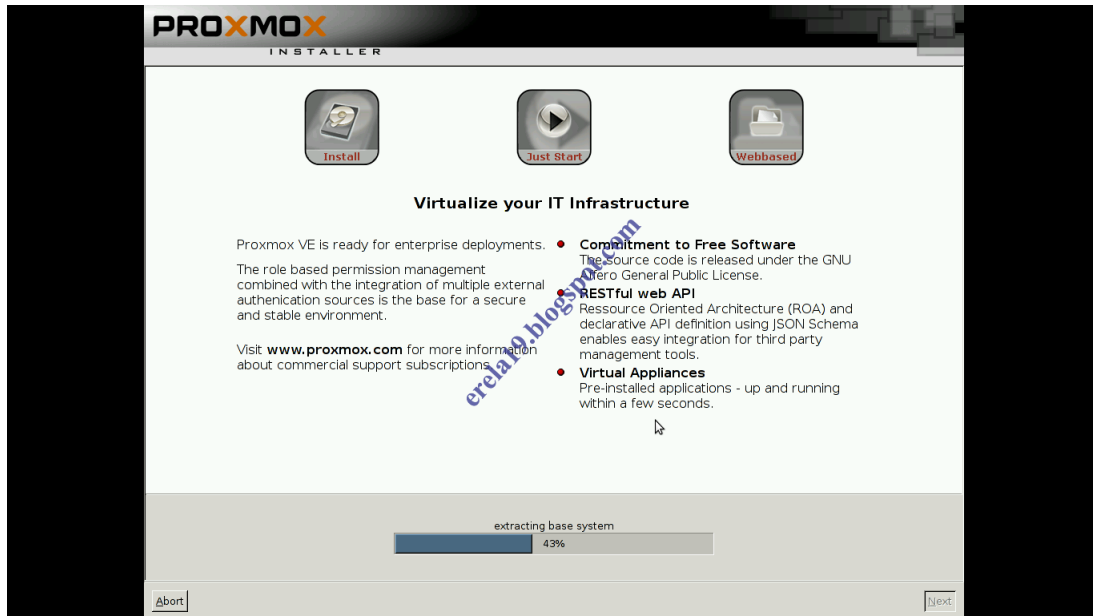 PROXMOX
INSTALLER
Install
Just Start
Webbased
Virtualize your IT Infrastructure
Proxmox VE is ready for enterprise deployments.
The role based permission management
combined with the integration of multiple external
authenication sources is the base for a secure
and stable environment.
Visit www.proxmox.com for more information
about commercial support subscriptions.
Commitment to Free Software
The source code is released under the GNU
Affero General Public License.
RESTful web API
Ressource Oriented Architecture (ROA) and
declarative API definition using JSON Schema
enables easy integration for third party
management tools.
Virtual Appliances
Pre-installed applications - up and running
within a few seconds.
erela19.blogspot.com
extracting base system
43%
Abort
Next